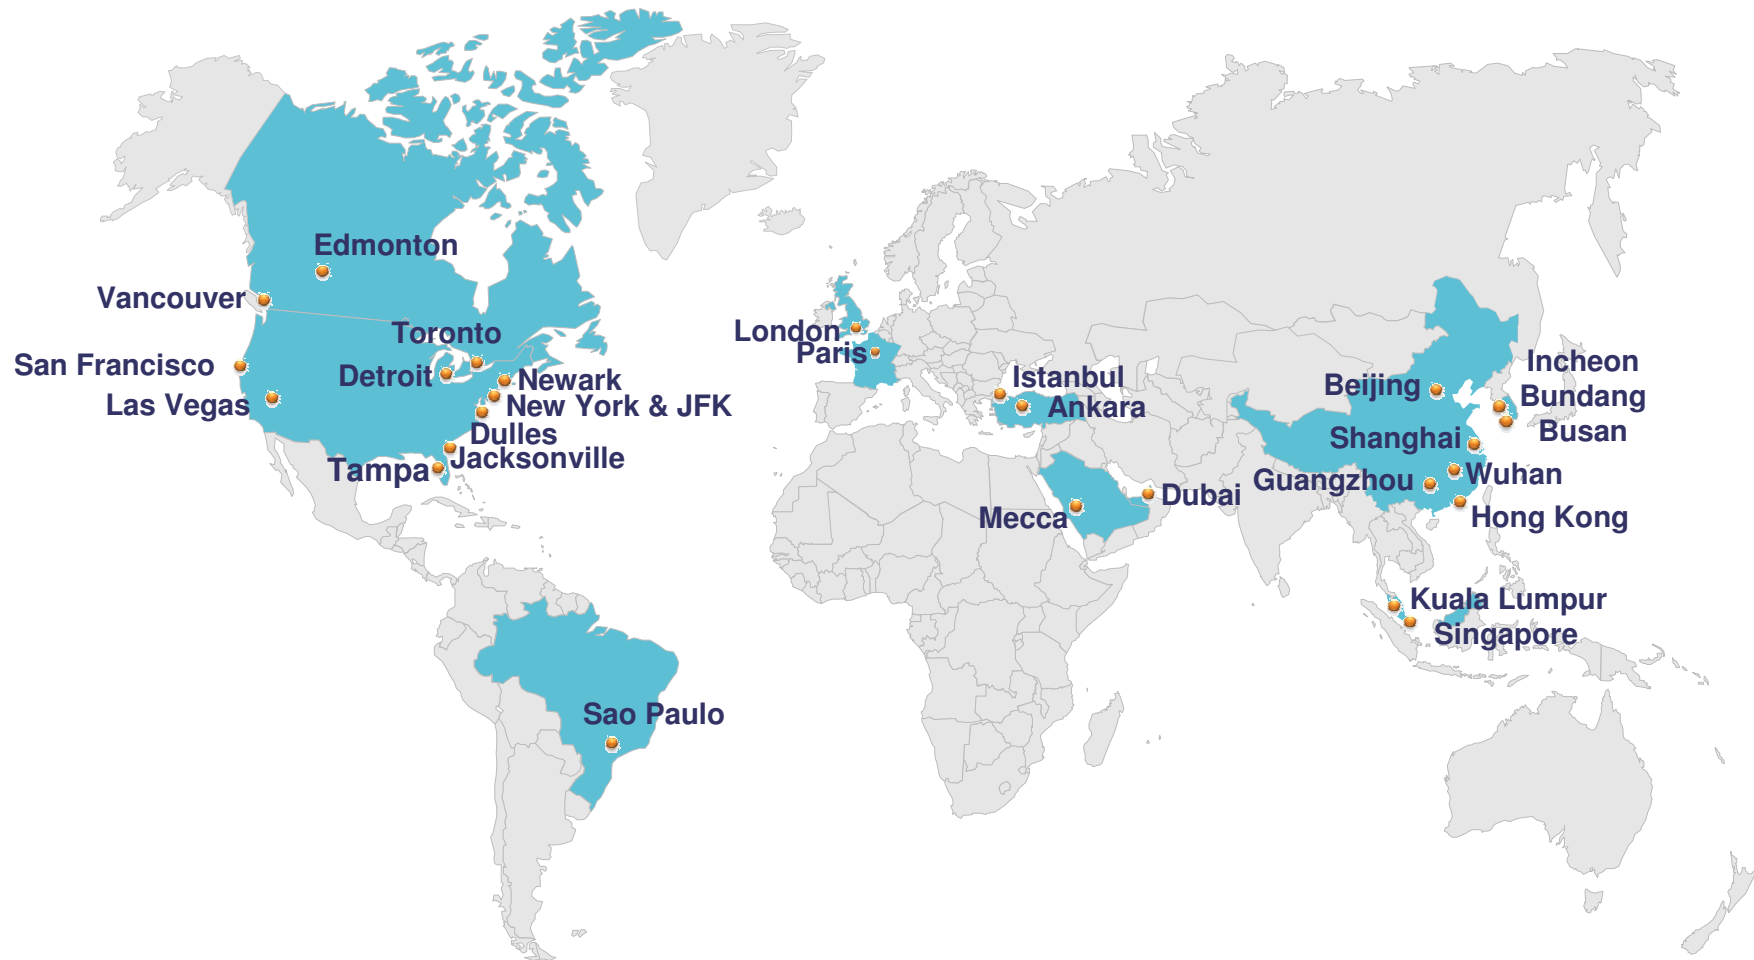 Edmonton
Vancouver
Toronto
San Francisco
Detroit
Newark
Las Vegas
New York & JFK
Dulles
Jacksonville
Tampa
Sao Paulo
London
Paris
Istanbul
Ankara
Mecca
Dubai
Incheon
Beijing
Bundang
Busan
Shanghai
Wuhan
Guangzhou
Hong Kong
Kuala Lumpur
Singapore